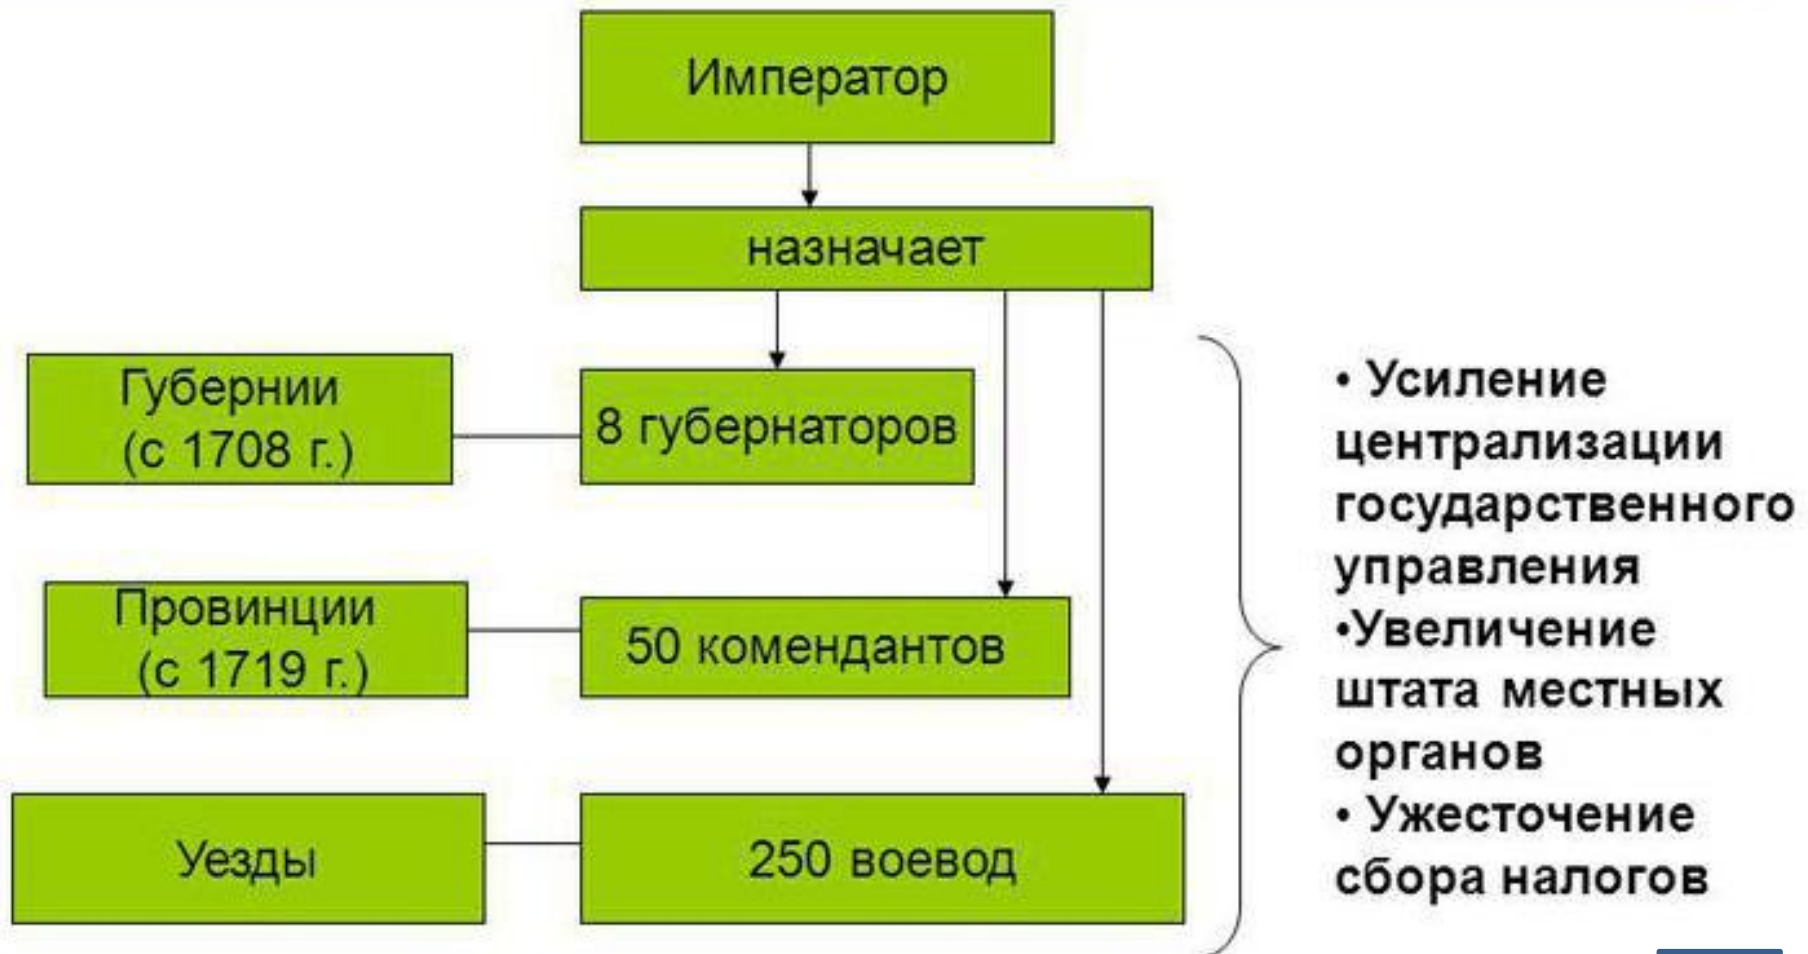 Император
назначает
Губернии
(с 1708 г.)
8 губернаторов
Провинции
(с 1719 г.)
50 комендантов
Уезды
250 воевод
• Усиление
централизации
государственного
управления
•Увеличение
штата местных
органов
• Ужесточение
сбора налогов